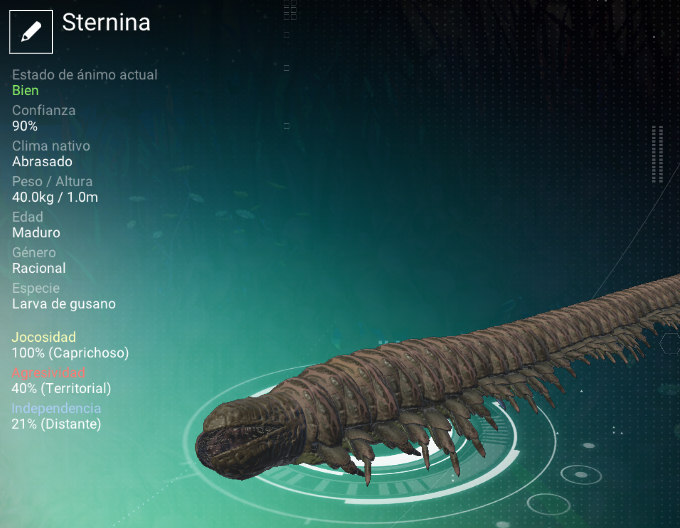 Sternina
Estado de ánimo actual
Bien
Confianza
90%
Clima nativo
Abrasado
Peso / Altura
40.0kg / 1.0m
Edad
Maduro
Género
Racional
Especie
Larva de gusano
Jocosidad
100% (Caprichoso)
Agresividad
40% (Territorial)
Independencia
21% (Distante)